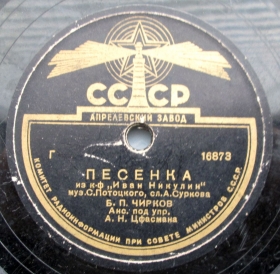 СССР
АПРЕЛЕВСКИЙ ЗАВОД
Г 16873
ПЕСЕНКА
из к-ф „Иван Никулин"
муз. С. Потоцкого, сл. А. Суркова
Б. П. ЧИРКОВ
Анс. под упр.
А. Н. Цфасмана
КОМИТЕТ РАДИОИНФОРМАЦИИ ПРИ СОВЕТЕ МИНИСТРОВ С.С.С.Р.